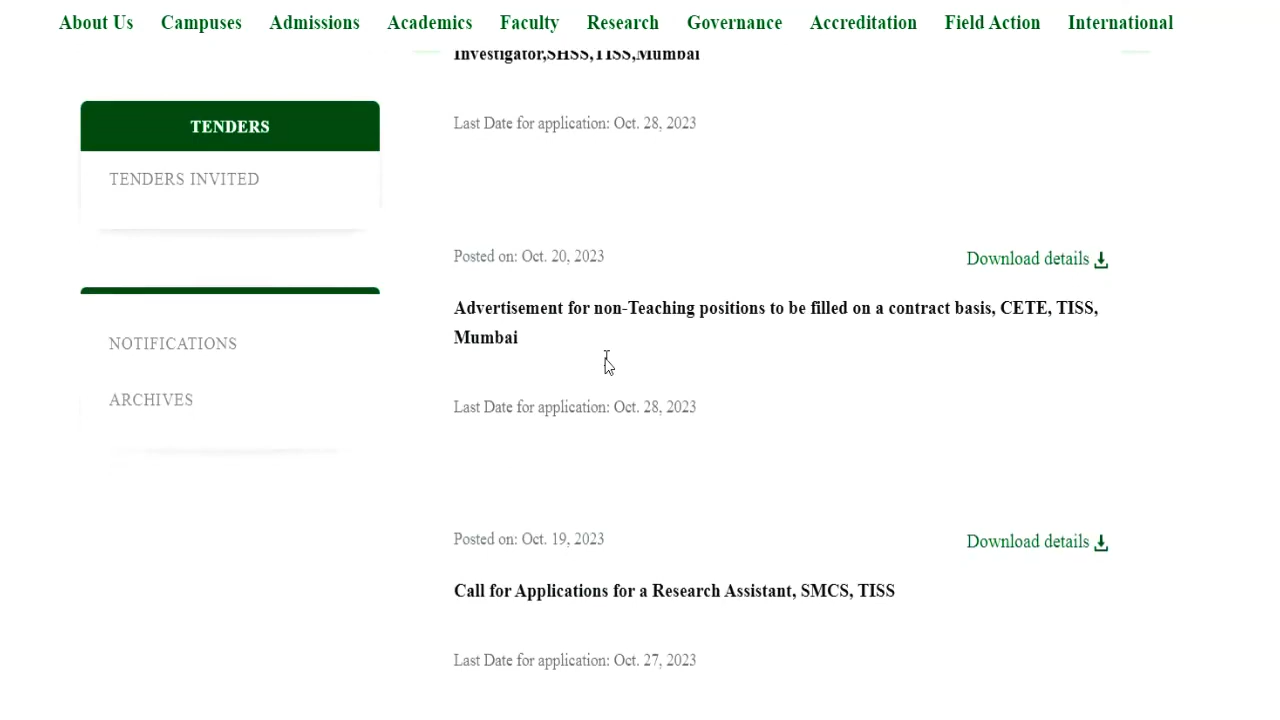 About Us Campuses Admissions Academics Faculty Research Governance Accreditation Field Action International
Investigator,SHSS,TISS,Mumbai
Last Date for application: Oct. 28, 2023
TENDERS
TENDERS INVITED
NOTIFICATIONS
ARCHIVES
Posted on: Oct. 20, 2023
Download details
Advertisement for non-Teaching positions to be filled on a contract basis, CETE, TISS,
Mumbai
Last Date for application: Oct. 28, 2023
Posted on: Oct. 19, 2023
Download details
Call for Applications for a Research Assistant, SMCS, TISS
Last Date for application: Oct. 27, 2023